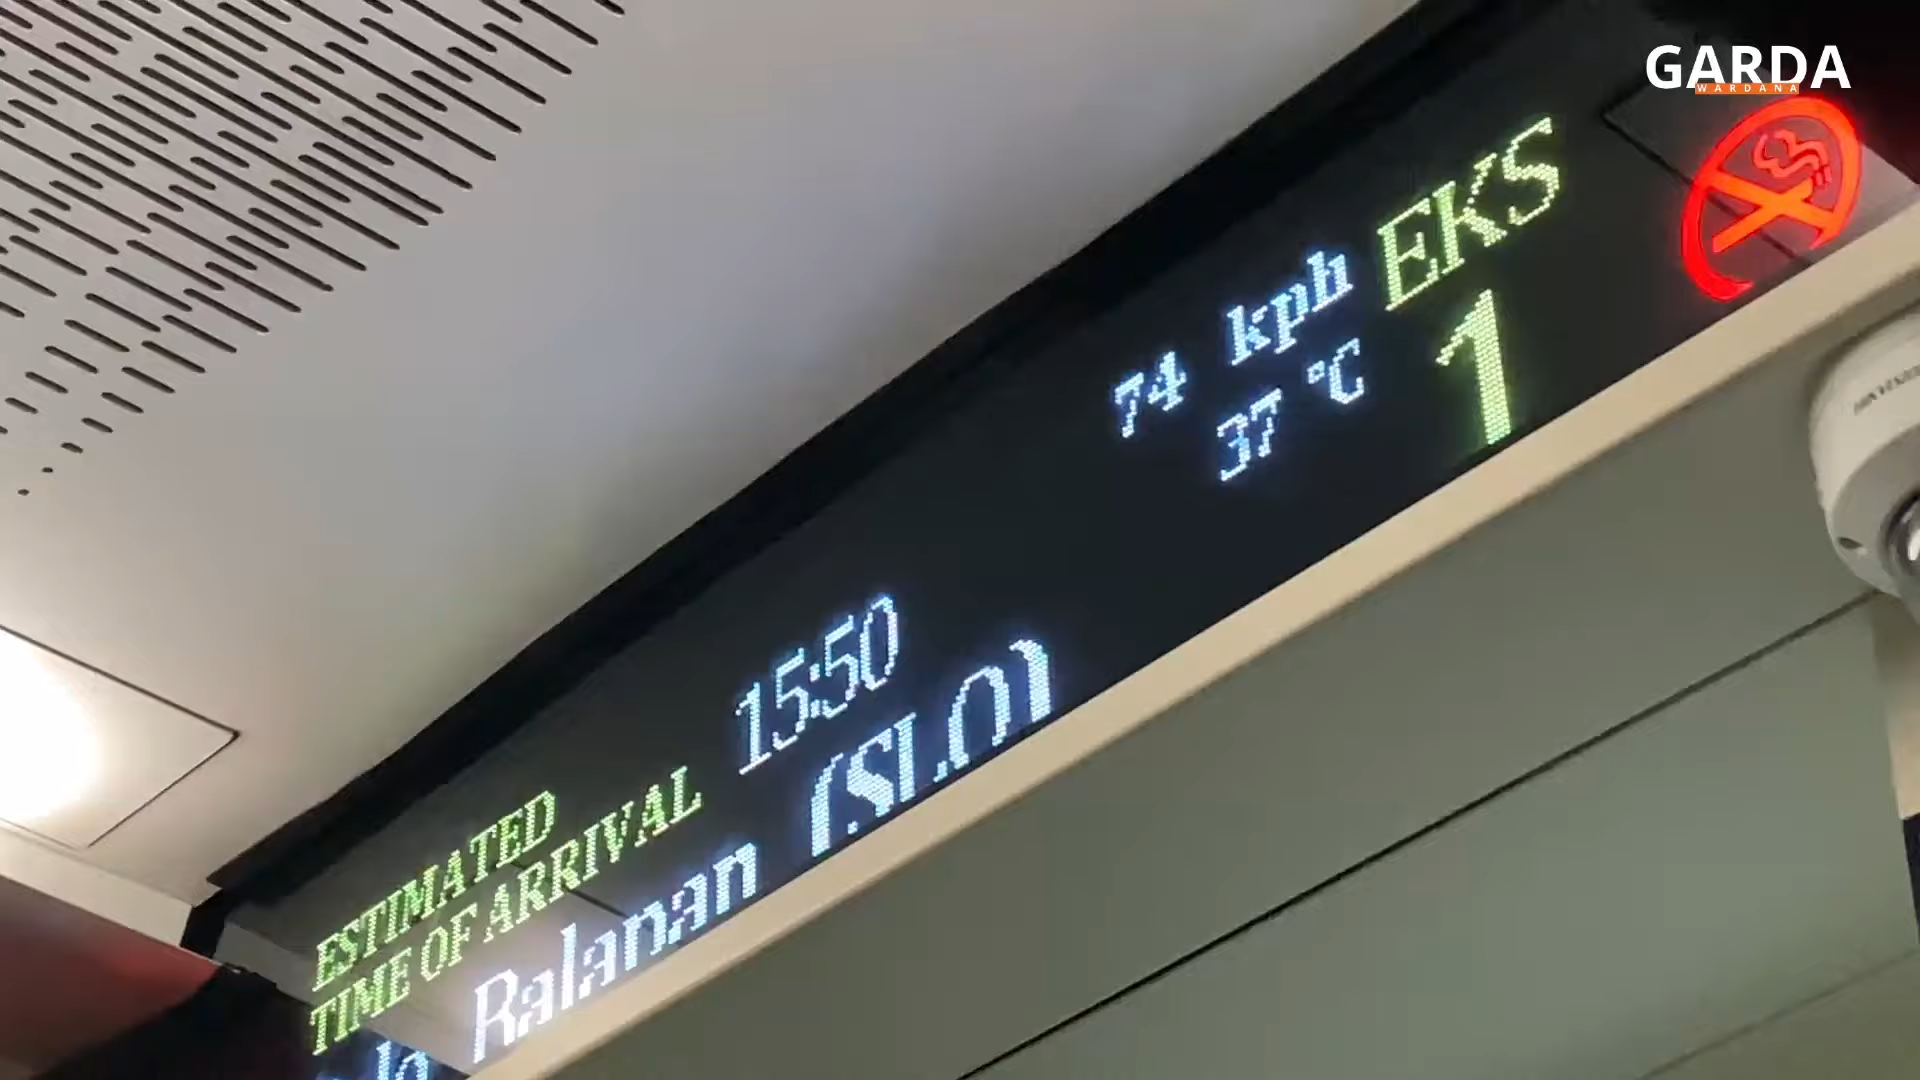 GARDA
WARDANA
EKS
1
74 kph
37 °C
15:50
ESTIMATED
TIME OF ARRIVAL
Balapan (SLO)